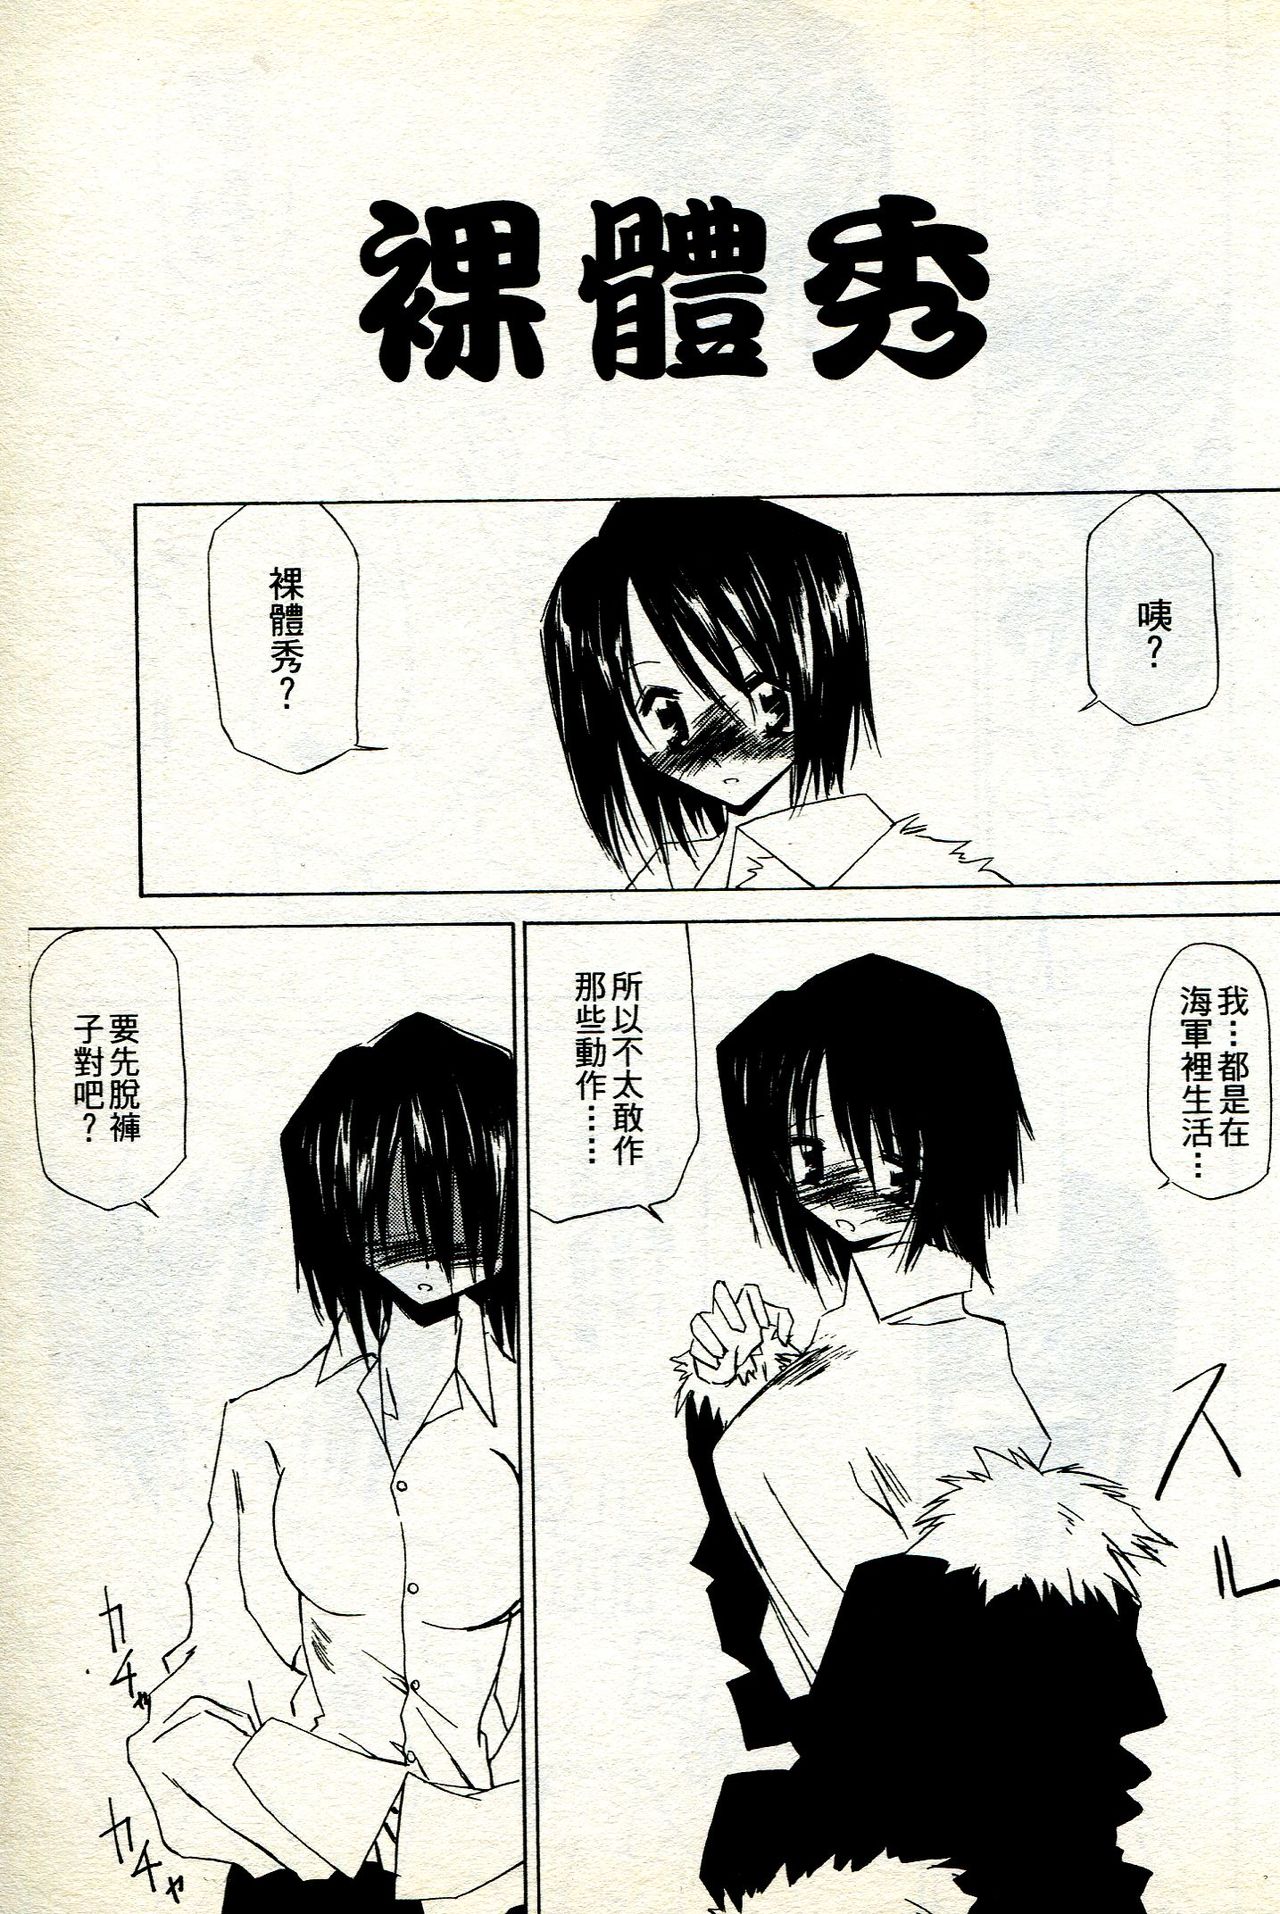 裸體秀
咦?
裸體秀?
我…都是在
海軍裡生活…
所以不太敢作
那些動作……
スル
要先脫褲
子對吧?
カチャ
カチャ